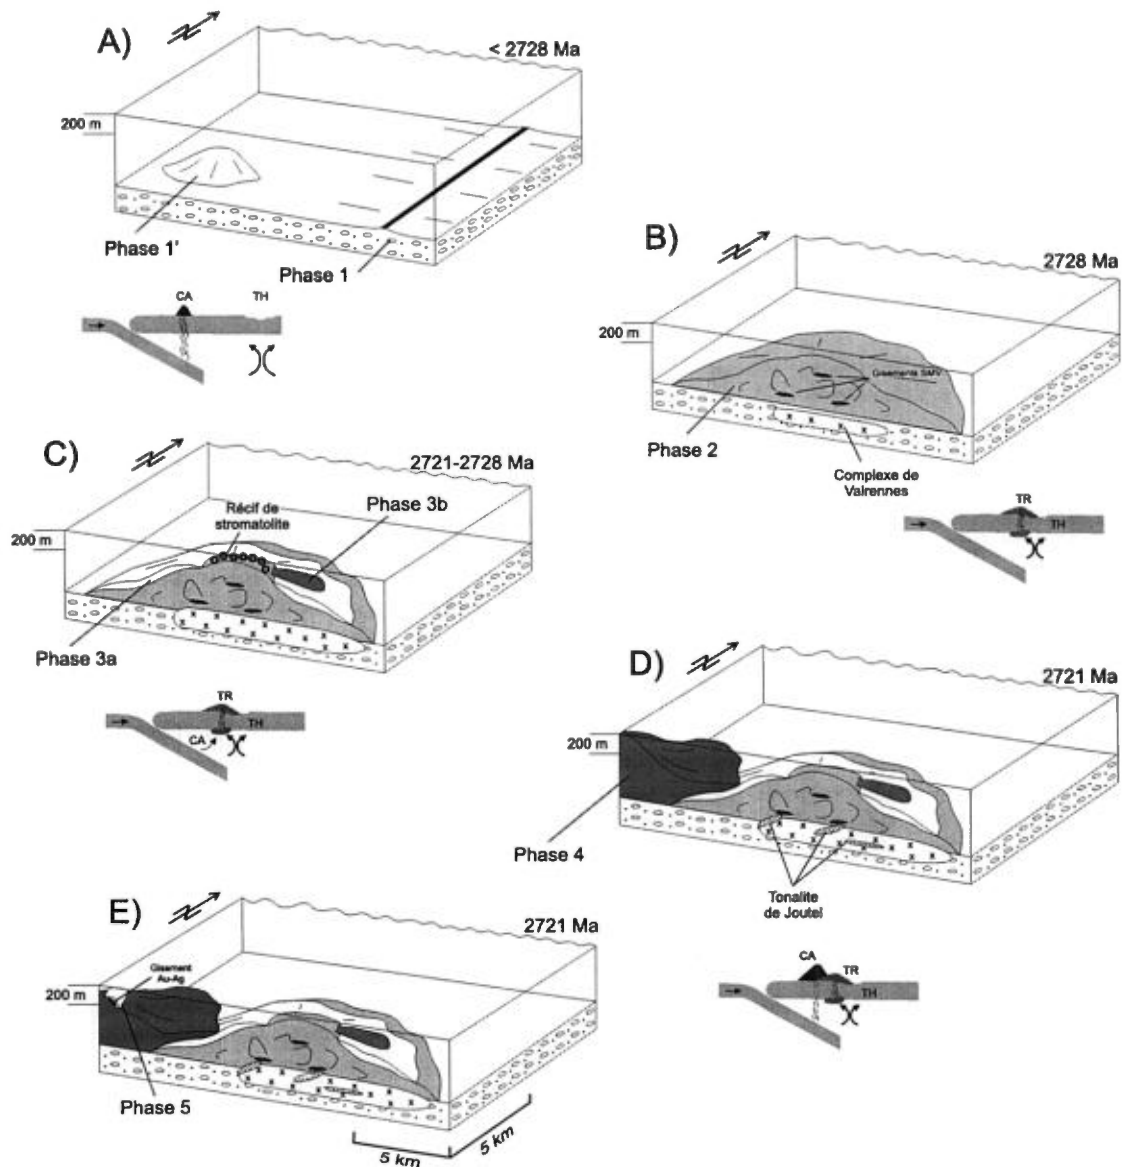 A)
< 2728 Ma
200 m
Phase 1'
Phase 1
CA
TH
B)
2728 Ma
200 m
Gisements SMV
Phase 2
Complexe de
Valrennes
TR
TH
C)
2721-2728 Ma
Récif de
stromatolite
Phase 3b
200 m
Phase 3a
TR
TH
CA
D)
2721 Ma
200 m
Phase 4
Tonalite
de Joutel
CA
TR
TH
E)
2721 Ma
Gisement
Au-Ag
200 m
Phase 5
5 km
5 km